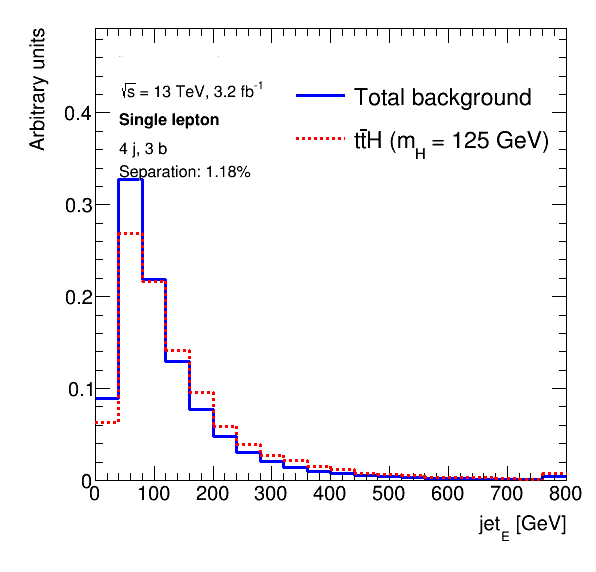 Arbitrary units
√s = 13 TeV, 3.2 fb⁻¹
Single lepton
4 j, 3 b
Separation: 1.18%
Total background
tt̄H (m_H = 125 GeV)
0.4
0.3
0.2
0.1
0
0 100 200 300 400 500 600 700 800
jet_E [GeV]